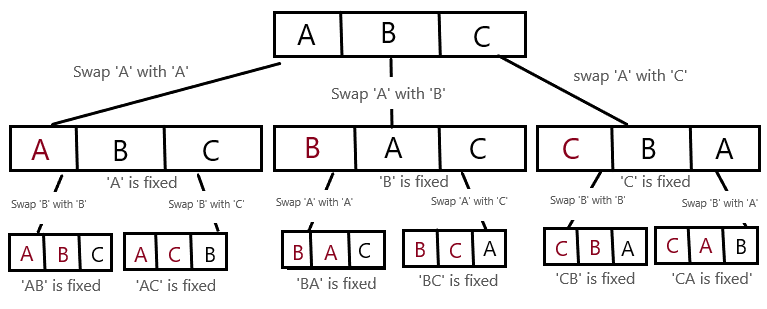 A B C
Swap 'A' with 'A'
Swap 'A' with 'B'
swap 'A' with 'C'
A B C
B A C
C B A
'A' is fixed
'B' is fixed
'C' is fixed
Swap 'B' with 'B'
Swap 'B' with 'C'
Swap 'A' with 'A'
Swap 'A' with 'C'
Swap 'B' with 'B'
Swap 'B' with 'A'
A B C
A C B
B A C
B C A
C B A
C A B
'AB' is fixed
'AC' is fixed
'BA' is fixed
'BC' is fixed
'CB' is fixed
'CA is fixed'